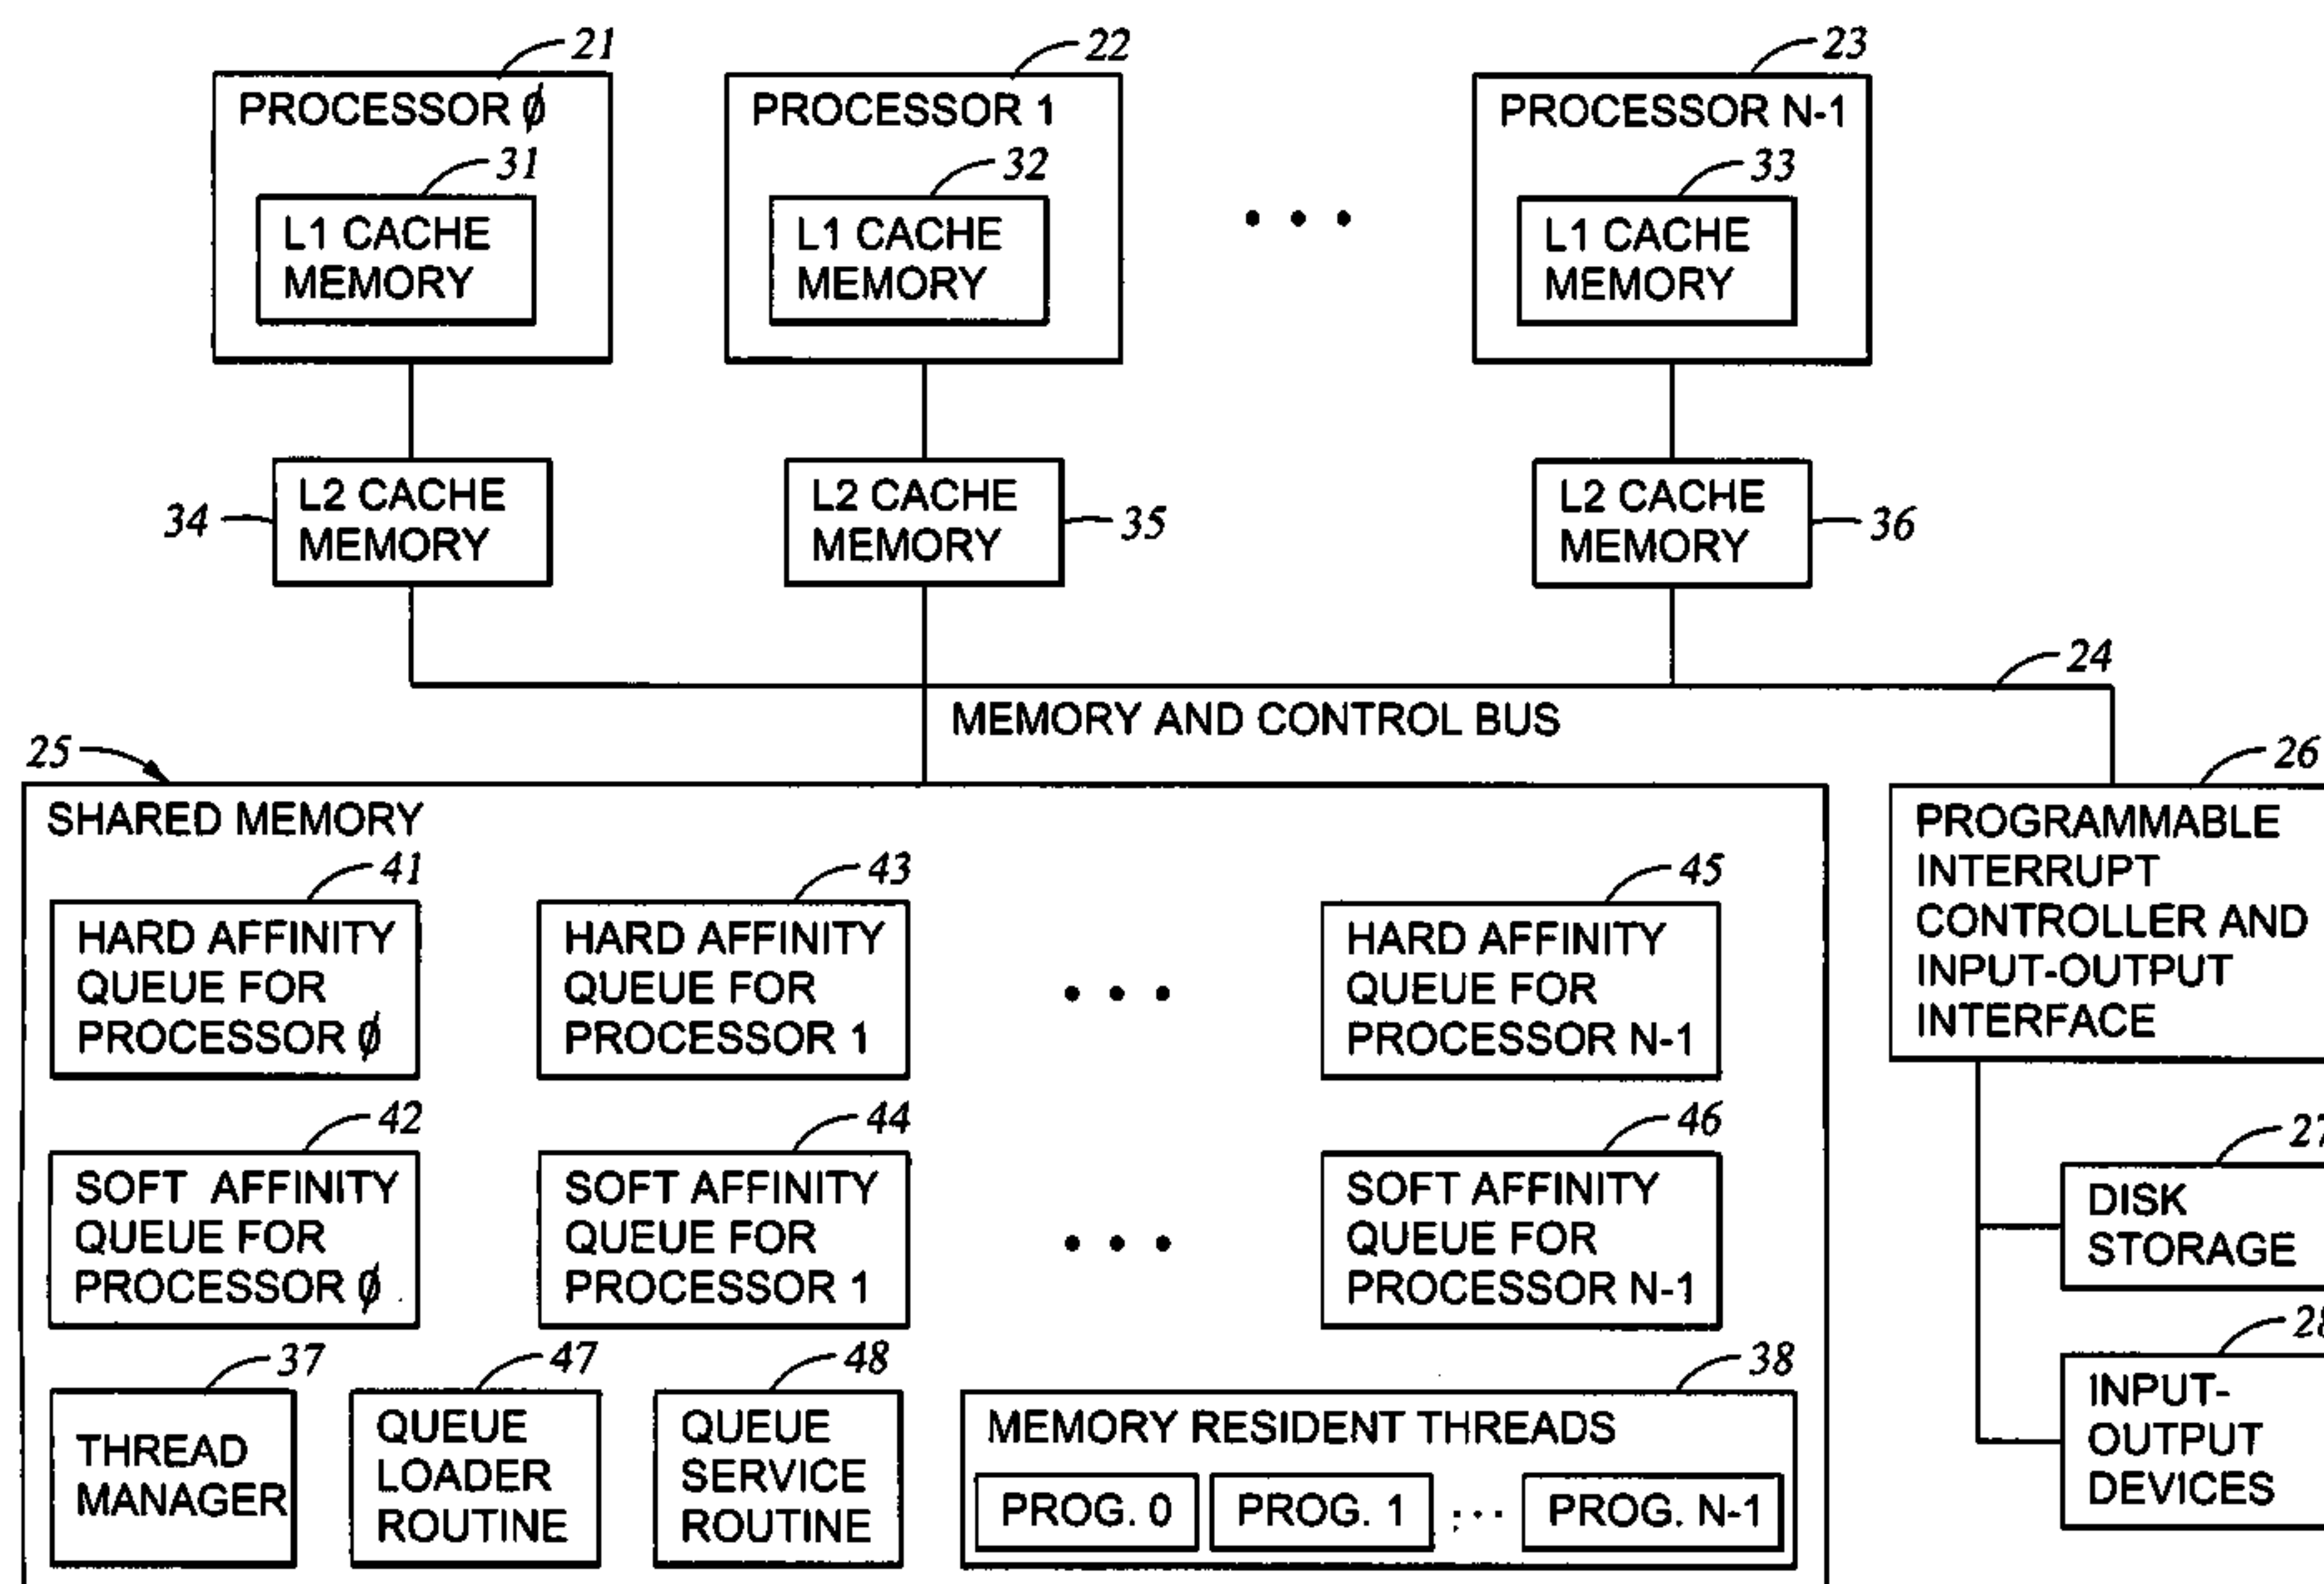 21
22
23
PROCESSOR ∅
PROCESSOR 1
PROCESSOR N-1
31
32
33
L1 CACHE
MEMORY
L1 CACHE
MEMORY
L1 CACHE
MEMORY
34
L2 CACHE
MEMORY
L2 CACHE
MEMORY
35
L2 CACHE
MEMORY
36
24
MEMORY AND CONTROL BUS
25
SHARED MEMORY
41
HARD AFFINITY
QUEUE FOR
PROCESSOR ∅
43
HARD AFFINITY
QUEUE FOR
PROCESSOR 1
45
HARD AFFINITY
QUEUE FOR
PROCESSOR N-1
42
SOFT AFFINITY
QUEUE FOR
PROCESSOR ∅
44
SOFT AFFINITY
QUEUE FOR
PROCESSOR 1
46
SOFT AFFINITY
QUEUE FOR
PROCESSOR N-1
37
THREAD
MANAGER
47
QUEUE
LOADER
ROUTINE
48
QUEUE
SERVICE
ROUTINE
38
MEMORY RESIDENT THREADS
PROG. 0
PROG. 1
PROG. N-1
26
PROGRAMMABLE
INTERRUPT
CONTROLLER AND
INPUT-OUTPUT
INTERFACE
27
DISK
STORAGE
28
INPUT-
OUTPUT
DEVICES